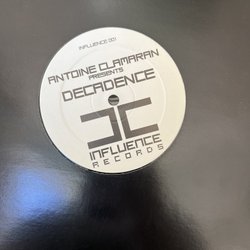 INFLUENCE 001
ANTOINE CLAMARAN
PRESENTS
DECADENCE
INFLUENCE
RECORDS